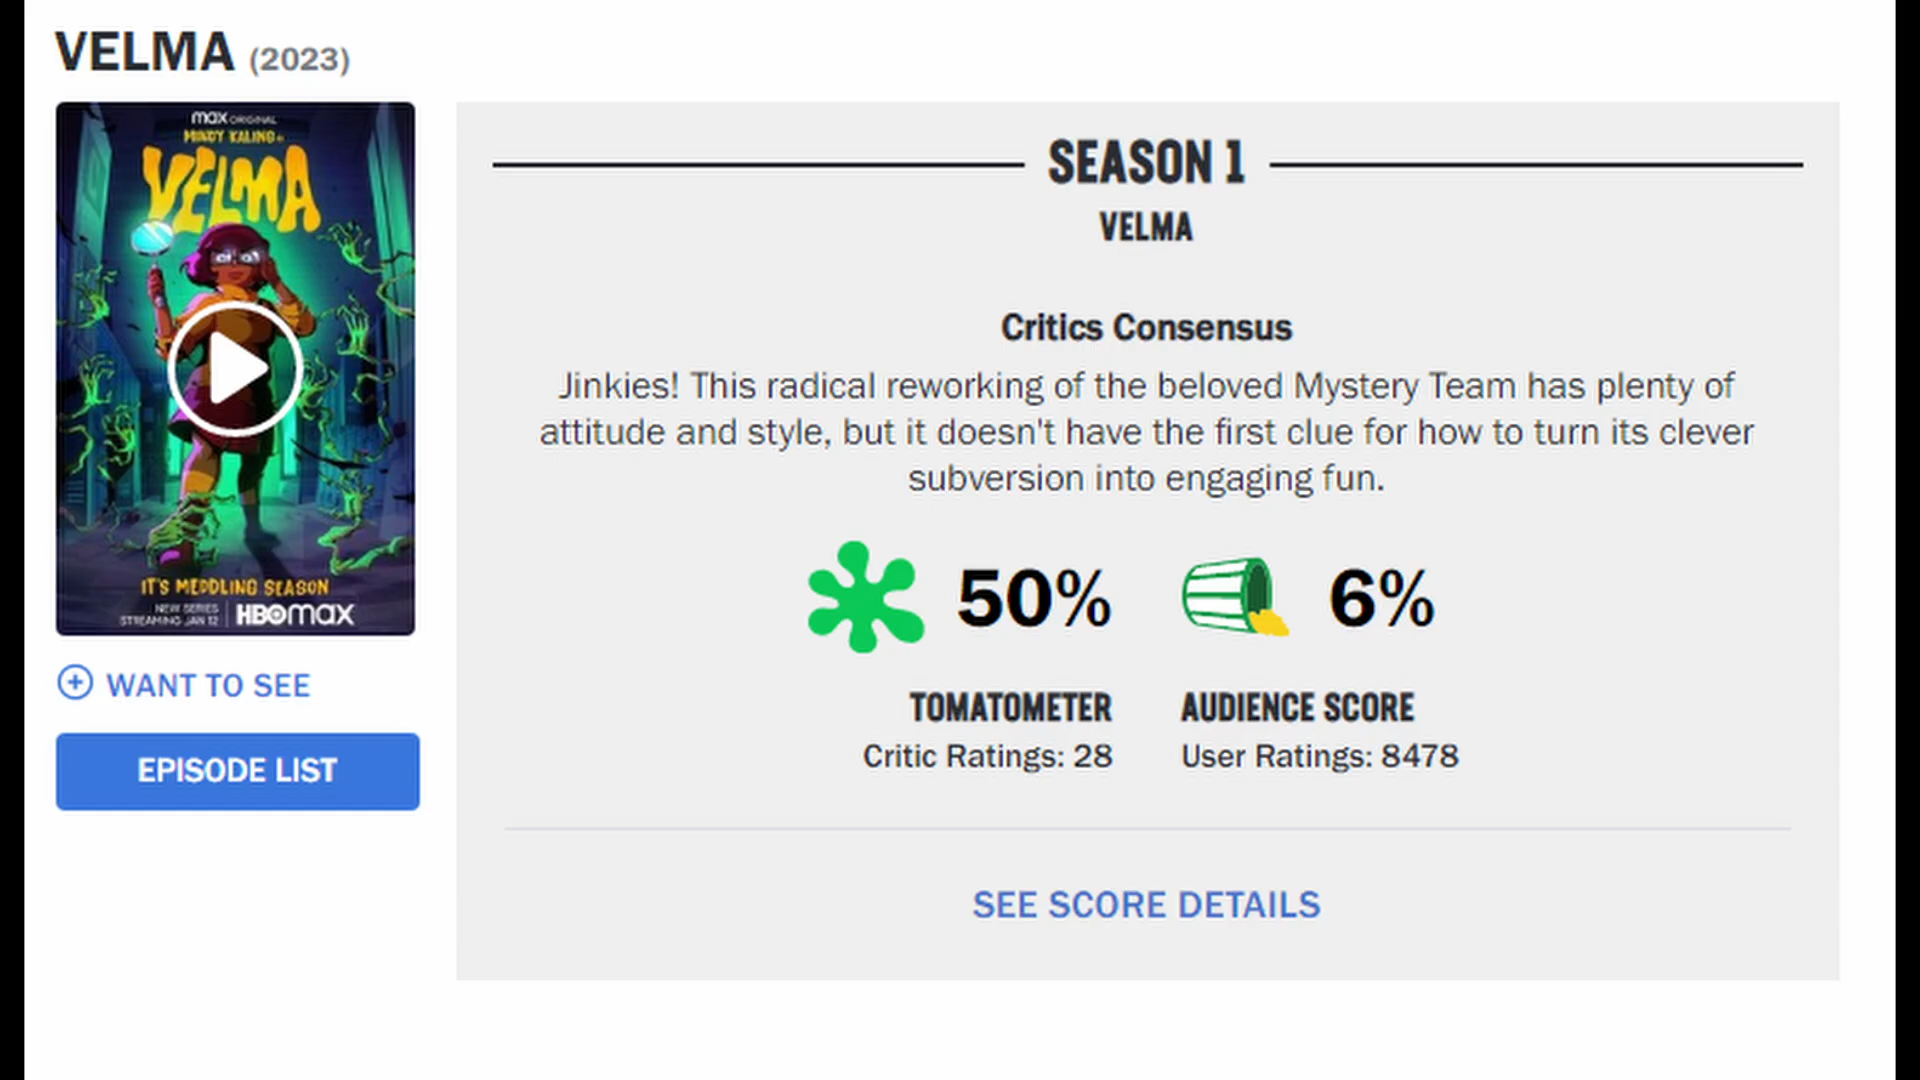 VELMA (2023)
max ORIGINAL
MINDY KALING is
VELMA
IT'S MEDDLING SEASON
NEW SERIES
STREAMING JAN 12
HBOmax
WANT TO SEE
EPISODE LIST
SEASON 1
VELMA
Critics Consensus
Jinkies! This radical reworking of the beloved Mystery Team has plenty of
attitude and style, but it doesn't have the first clue for how to turn its clever
subversion into engaging fun.
50% 6%
TOMATOMETER AUDIENCE SCORE
Critic Ratings: 28 User Ratings: 8478
SEE SCORE DETAILS